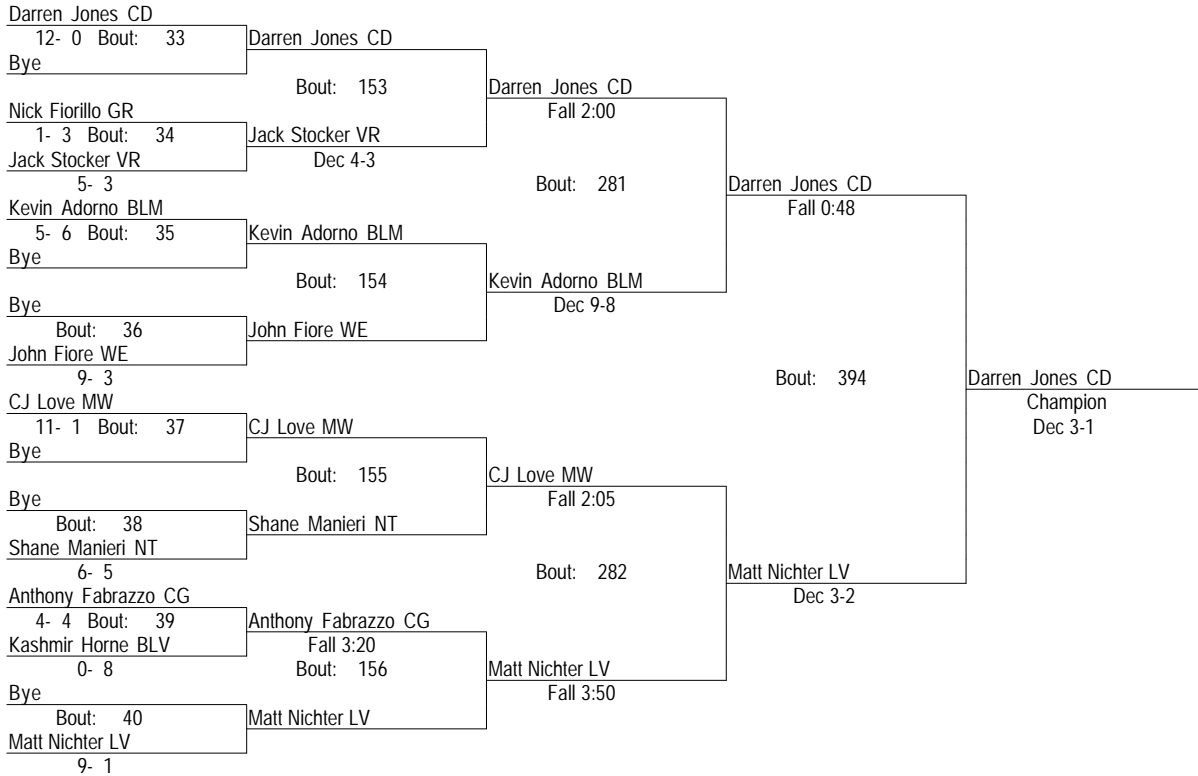 Darren Jones CD
12- 0 Bout: 33
Bye
Nick Fiorillo GR
1- 3 Bout: 34
Jack Stocker VR
5- 3
Kevin Adorno BLM
5- 6 Bout: 35
Bye
Bye
Bout: 36
John Fiore WE
9- 3
CJ Love MW
11- 1 Bout: 37
Bye
Bye
Bout: 38
Shane Manieri NT
6- 5
Anthony Fabrazzo CG
4- 4 Bout: 39
Kashmir Horne BLV
0- 8
Bye
Bout: 40
Matt Nichter LV
9- 1
Darren Jones CD
Bout: 153
Jack Stocker VR
Dec 4-3
Kevin Adorno BLM
Bout: 154
John Fiore WE
CJ Love MW
Bout: 155
Shane Manieri NT
Anthony Fabrazzo CG
Fall 3:20
Bout: 156
Matt Nichter LV
Darren Jones CD
Fall 2:00
Bout: 281
Kevin Adorno BLM
Dec 9-8
CJ Love MW
Fall 2:05
Bout: 282
Matt Nichter LV
Fall 3:50
Darren Jones CD
Fall 0:48
Bout: 394
Matt Nichter LV
Dec 3-2
Darren Jones CD
Champion
Dec 3-1